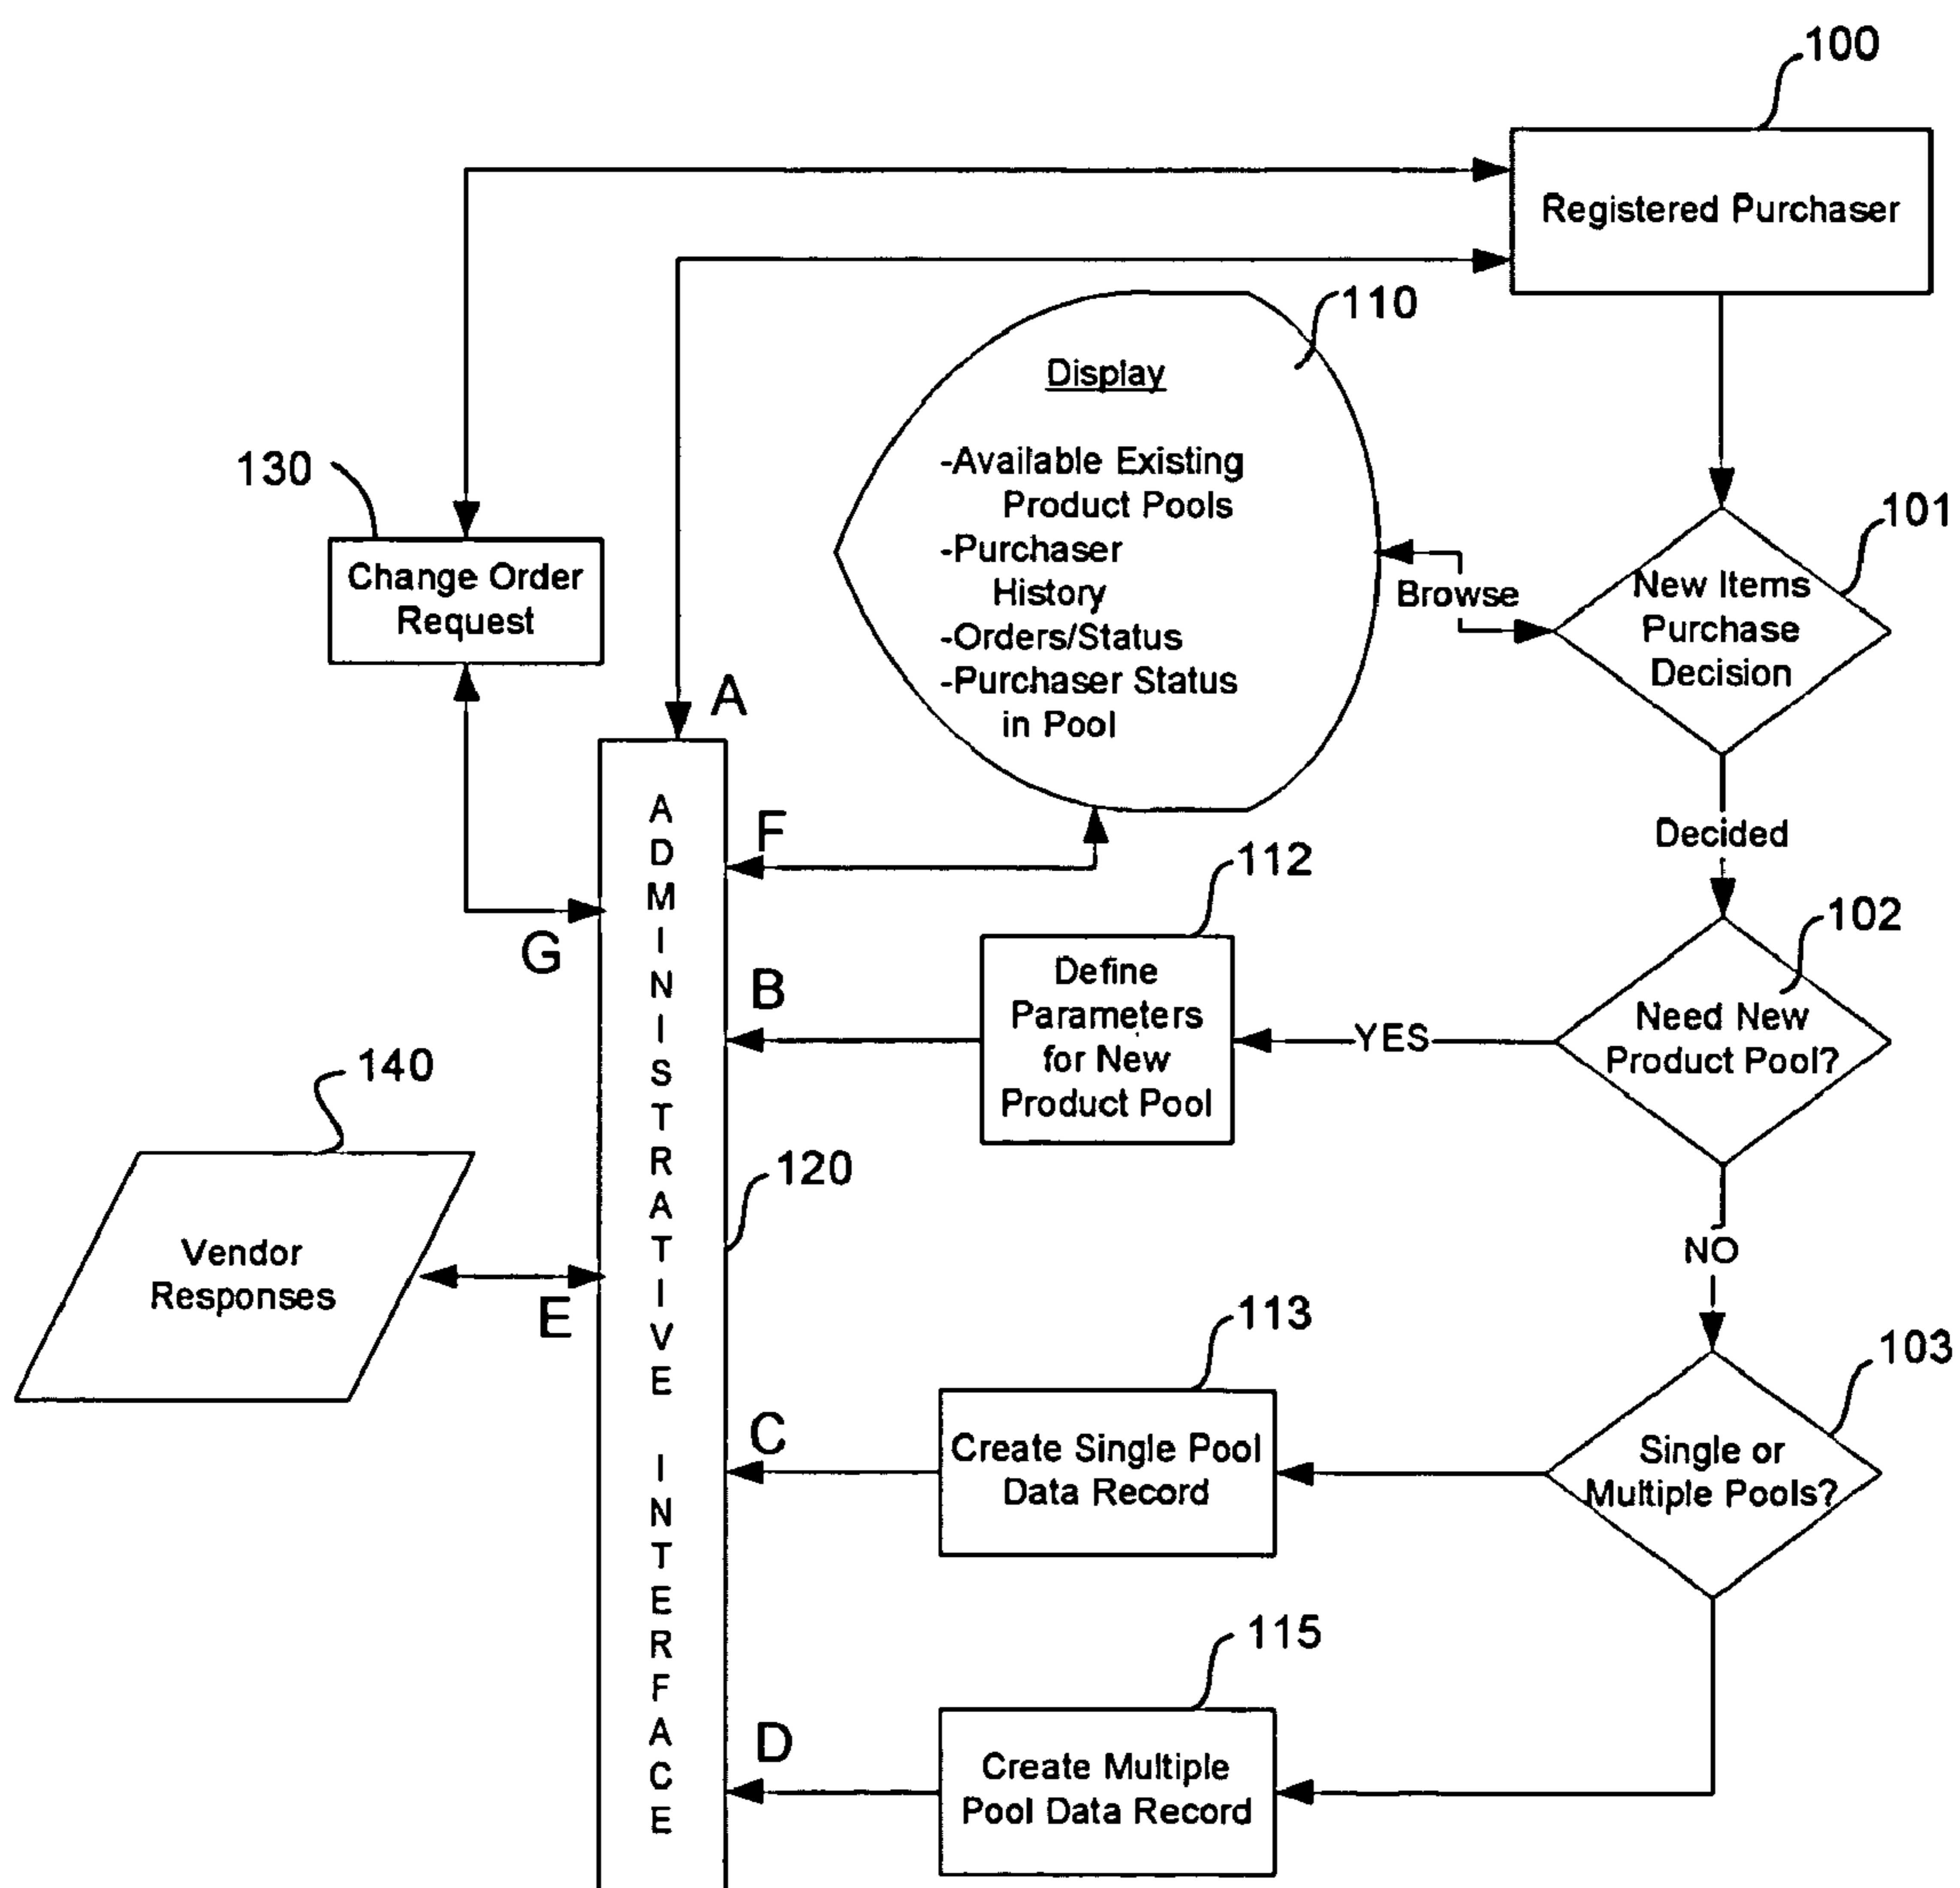 100
Registered Purchaser
110
Display
-Available Existing
Product Pools
-Purchaser
History
-Orders/Status
-Purchaser Status
in Pool
130
Change Order
Request
101
New Items
Purchase
Decision
Browse
A
Decided
F
112
102
G
B
Define
Parameters
for New
Product Pool
YES
Need New
Product Pool?
140
120
Vendor
Responses
E
NO
ADMINISTRATIVE INTERFACE
113
103
C
Create Single Pool
Data Record
Single or
Multiple Pools?
115
D
Create Multiple
Pool Data Record